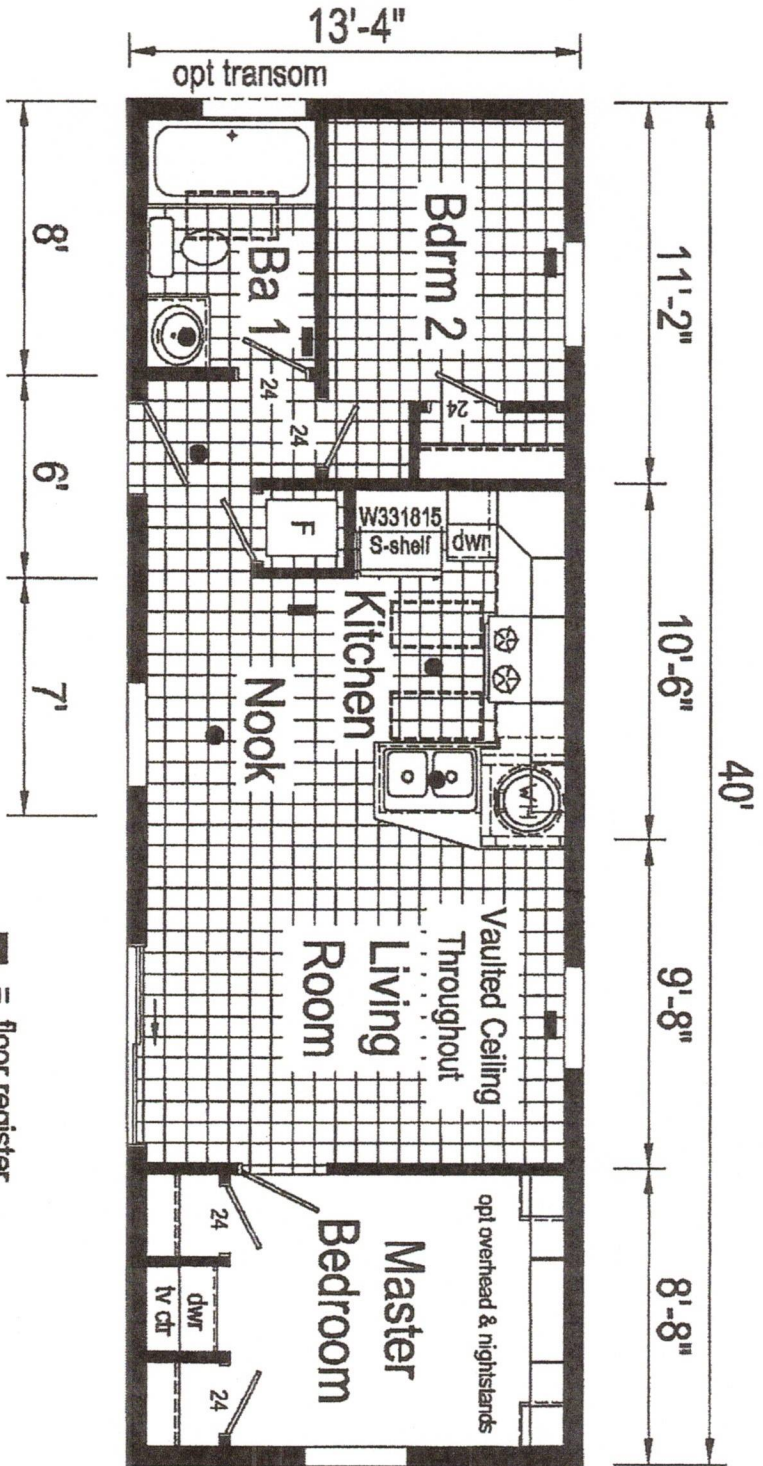 40'
11'-2"
10'-6"
9'-8"
8'-8"
13'-4"
opt transom
Bdrm 2
24
Ba 1
24
24
F
W331815
S-shelf
dwr
Kitchen
WH
Nook
Vaulted Ceiling
Throughout
Living
Room
opt overhead & nightstands
Master
Bedroom
24
dwr
tv ctr
24
8'
6'
7'
= floor register